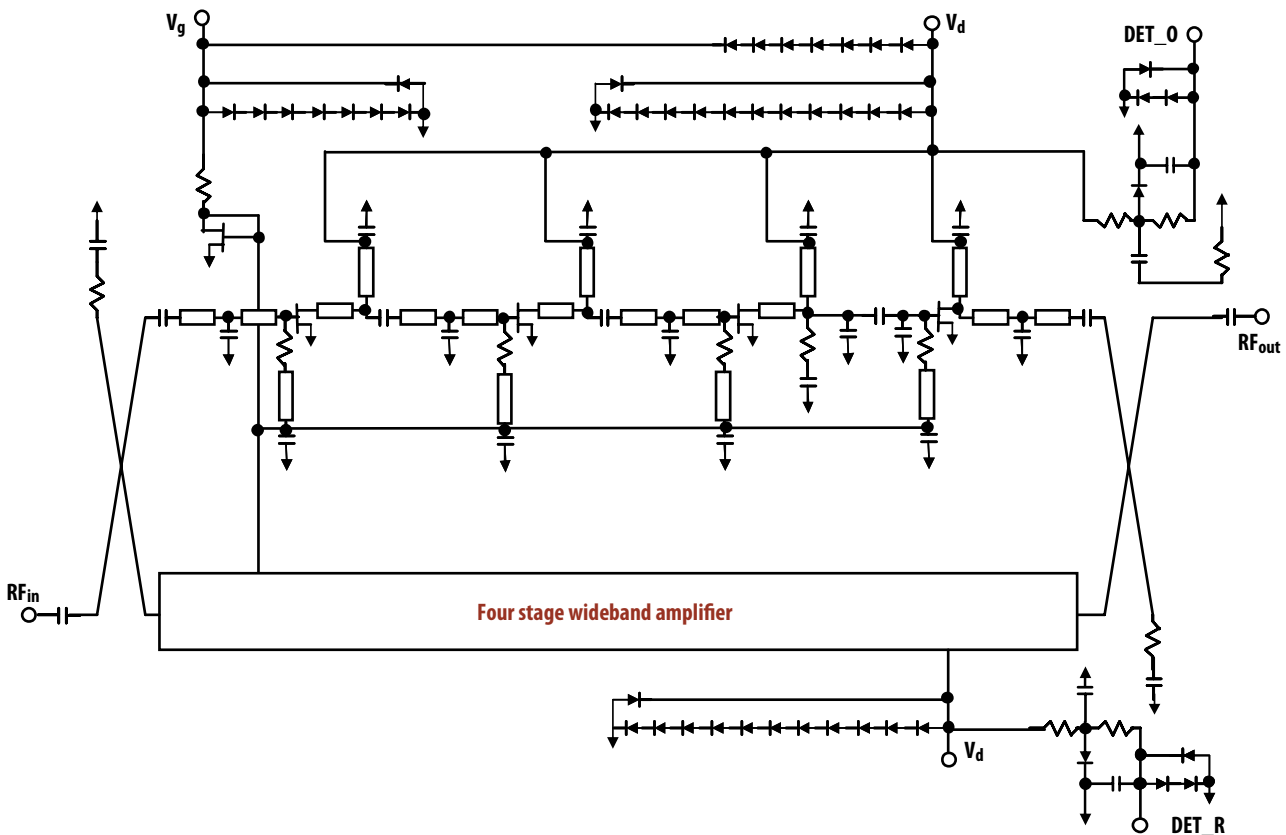 Vg
Vd
DET_O
RFout
RFin
Four stage wideband amplifier
Vd
DET_R